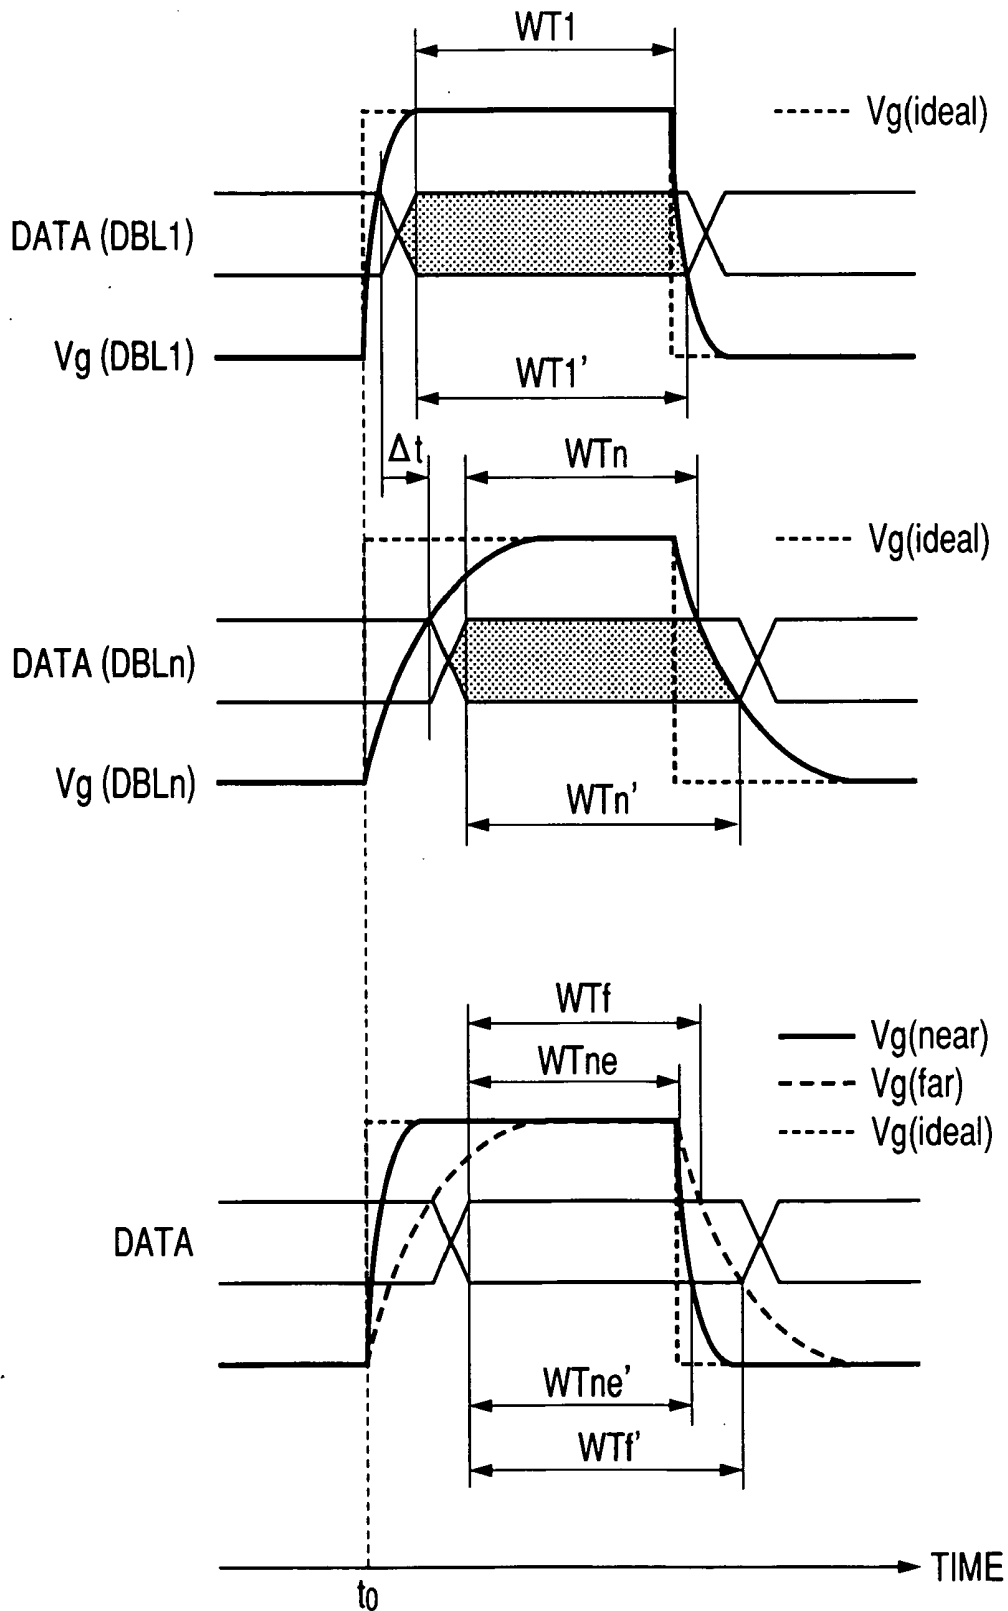 WT1
Vg(ideal)
DATA (DBL1)
Vg (DBL1)
WT1'
Δt
WTn
Vg(ideal)
DATA (DBLn)
Vg (DBLn)
WTn'
WTf
Vg(near)
WTne
Vg(far)
Vg(ideal)
DATA
WTne'
WTf'
TIME
t0